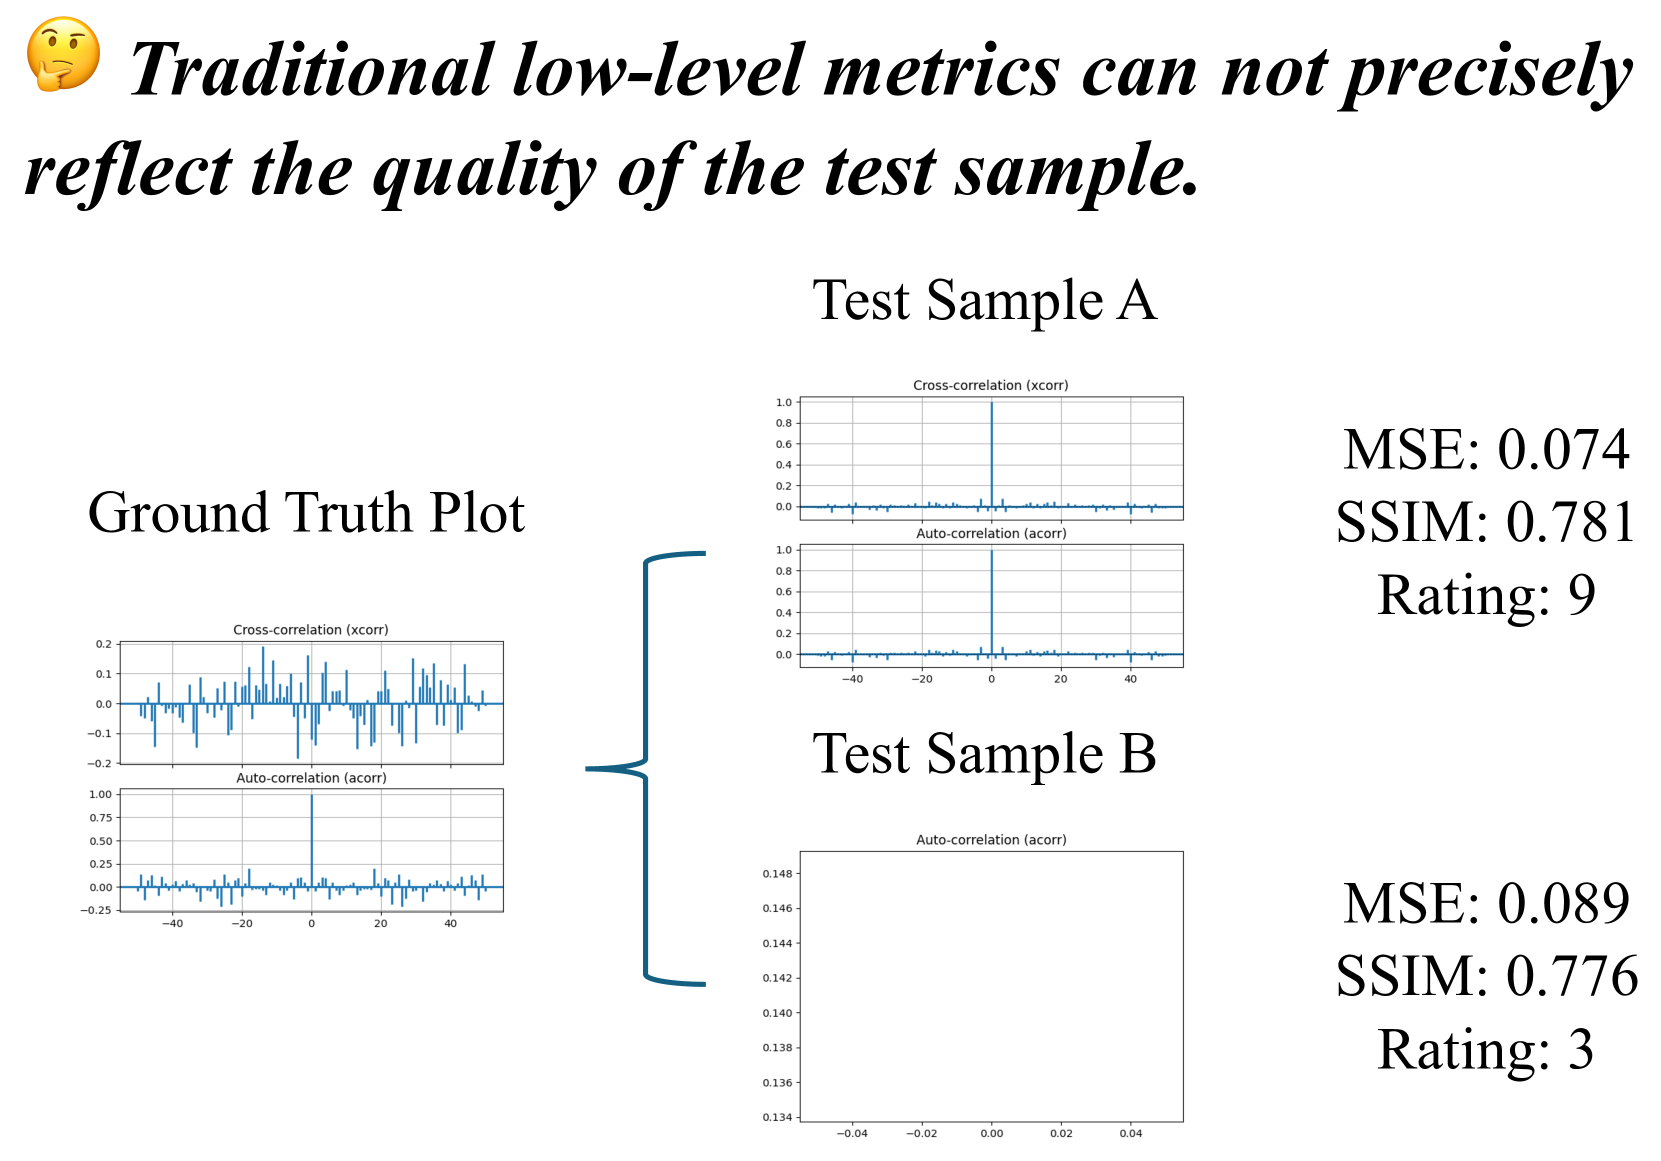 Traditional low-level metrics can not precisely
reflect the quality of the test sample.
Test Sample A
Cross-correlation (xcorr)
1.0
0.8
0.6
0.4
0.2
0.0
Auto-correlation (acorr)
1.0
0.8
0.6
0.4
0.2
0.0
−40 −20 0 20 40
MSE: 0.074
SSIM: 0.781
Rating: 9
Ground Truth Plot
Cross-correlation (xcorr)
0.2
0.1
0.0
−0.1
−0.2
Auto-correlation (acorr)
1.00
0.75
0.50
0.25
0.00
−0.25
−40 −20 0 20 40
Test Sample B
Auto-correlation (acorr)
0.148
0.146
0.144
0.142
0.140
0.138
0.136
0.134
−0.04 −0.02 0.00 0.02 0.04
MSE: 0.089
SSIM: 0.776
Rating: 3